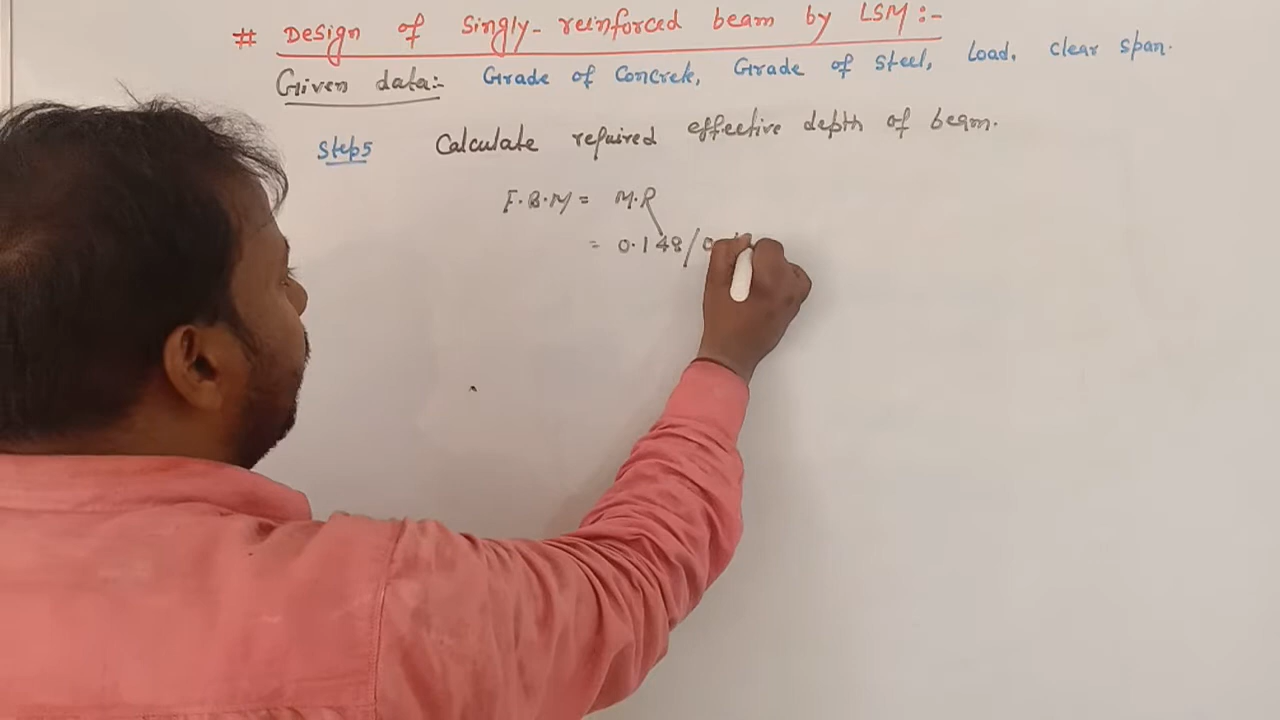 # Design of Singly-reinforced beam by LSM:-
Given data:- Grade of Concrete, Grade of Steel, Load, clear span.
Step5 Calculate required effective depth of beam.
F.B.M = M.R
= 0.148/0